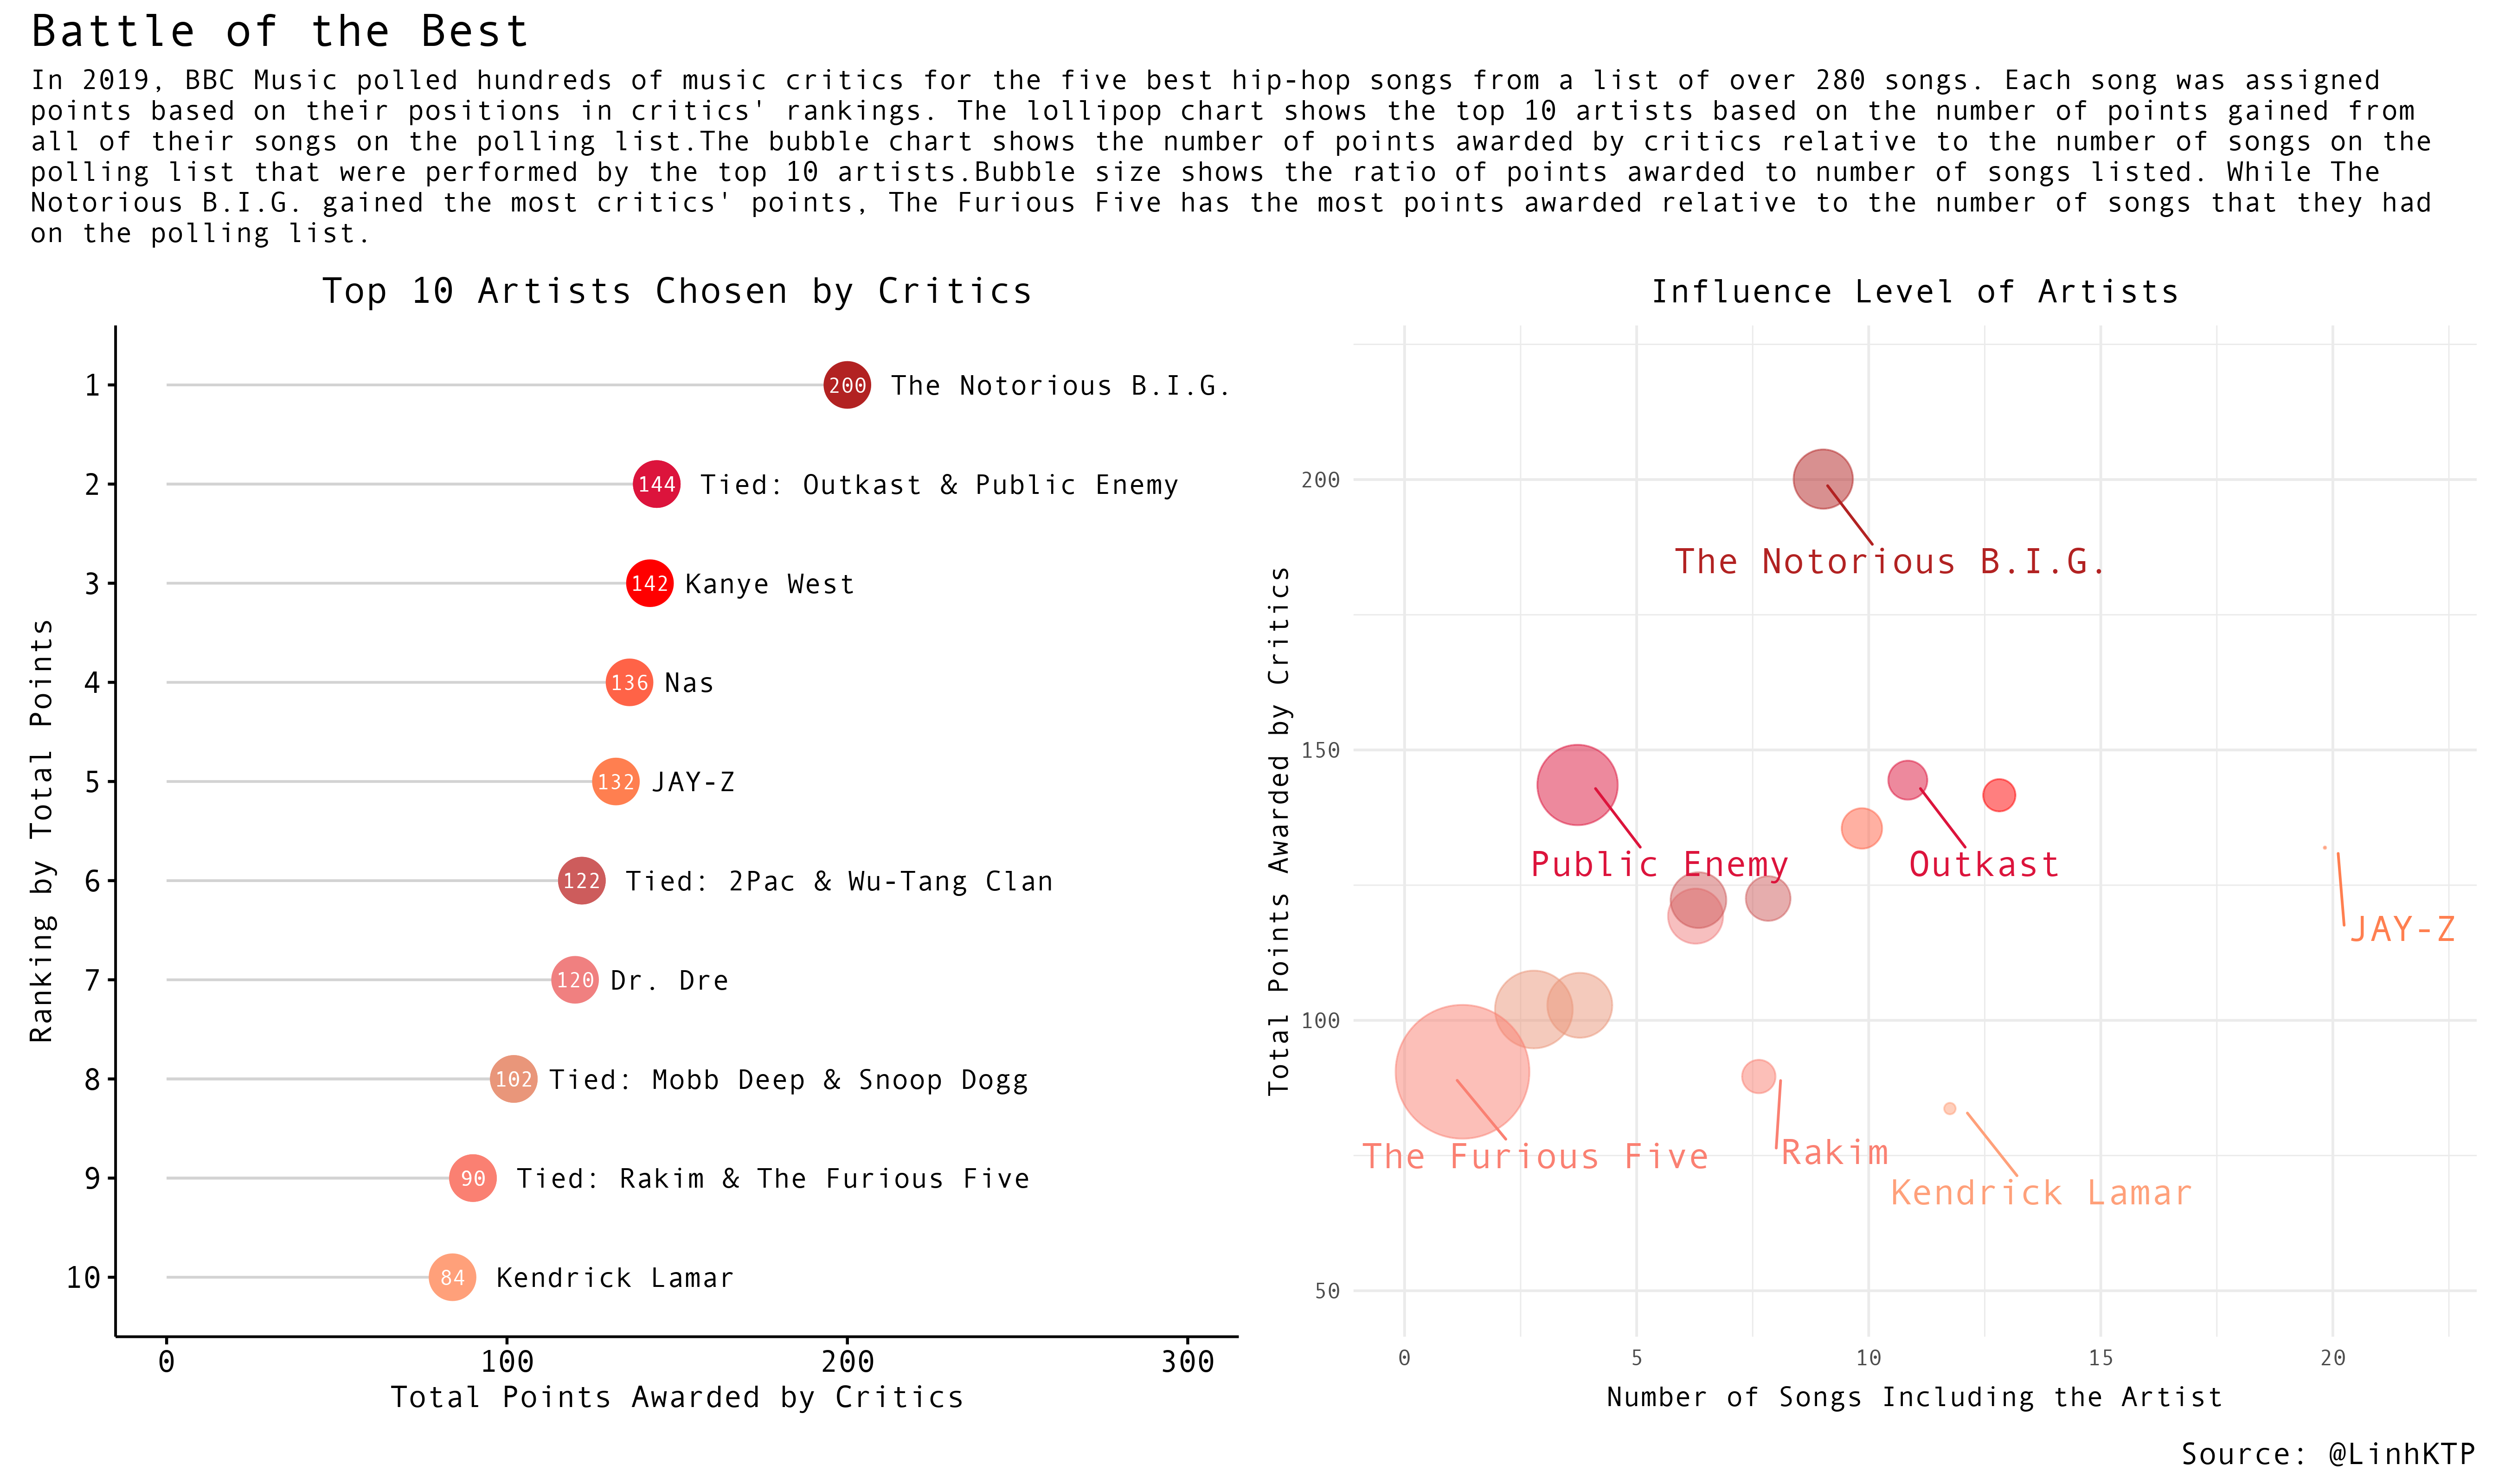 Battle of the Best
In 2019, BBC Music polled hundreds of music critics for the five best hip-hop songs from a list of over 280 songs. Each song was assigned
points based on their positions in critics' rankings. The lollipop chart shows the top 10 artists based on the number of points gained from
all of their songs on the polling list.The bubble chart shows the number of points awarded by critics relative to the number of songs on the
polling list that were performed by the top 10 artists.Bubble size shows the ratio of points awarded to number of songs listed. While The
Notorious B.I.G. gained the most critics' points, The Furious Five has the most points awarded relative to the number of songs that they had
on the polling list.
Top 10 Artists Chosen by Critics
Ranking by Total Points
1 200 The Notorious B.I.G.
2 144 Tied: Outkast & Public Enemy
3 142 Kanye West
4 136 Nas
5 132 JAY-Z
6 122 Tied: 2Pac & Wu-Tang Clan
7 120 Dr. Dre
8 102 Tied: Mobb Deep & Snoop Dogg
9 90 Tied: Rakim & The Furious Five
10 84 Kendrick Lamar
0 100 200 300
Total Points Awarded by Critics
Influence Level of Artists
Total Points Awarded by Critics
200
The Notorious B.I.G.
150
Public Enemy
Outkast
JAY-Z
100
The Furious Five
Rakim
Kendrick Lamar
50
0 5 10 15 20
Number of Songs Including the Artist
Source: @LinhKTP